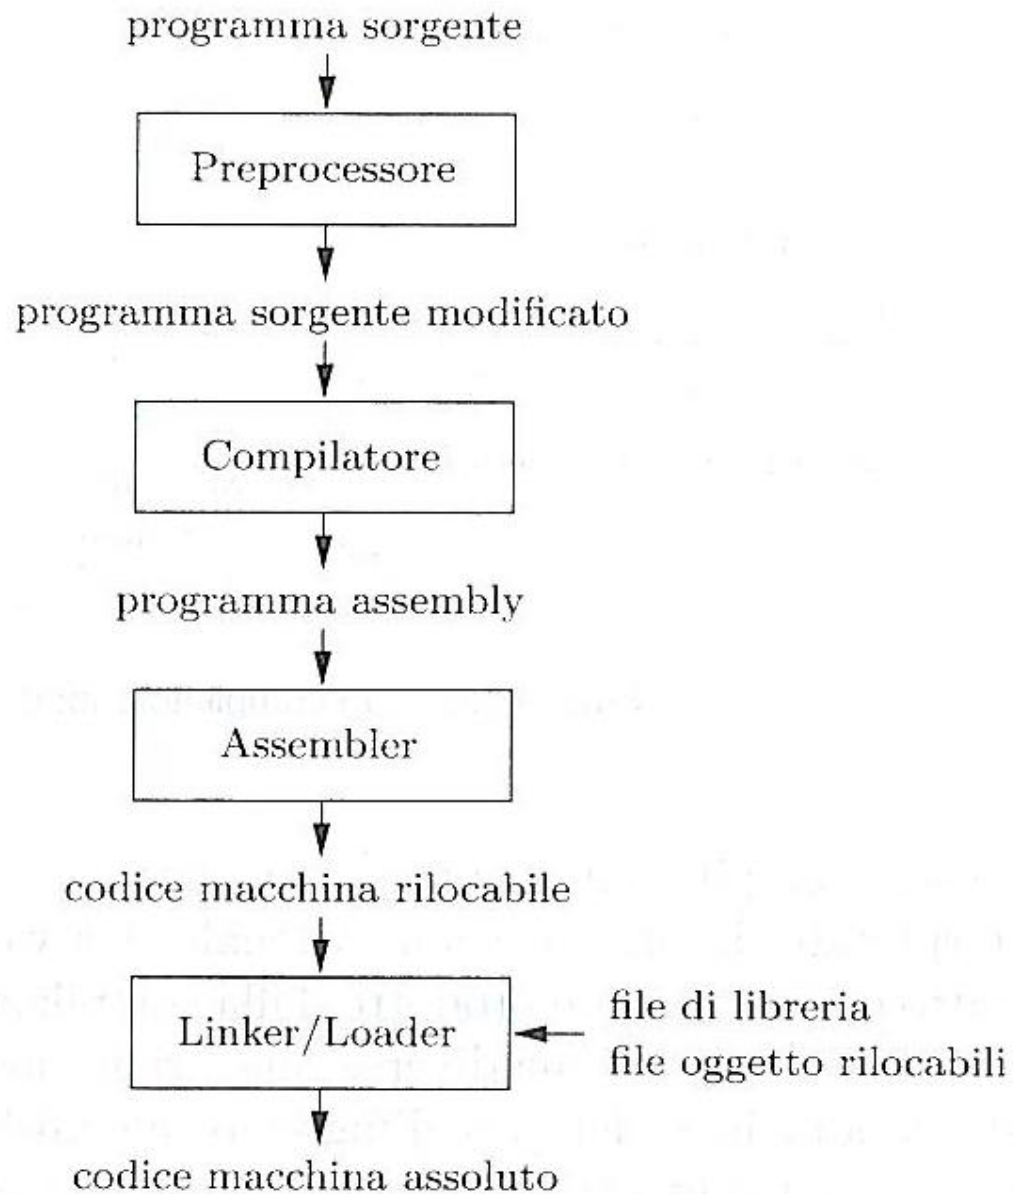 programma sorgente
Preprocessore
programma sorgente modificato
Compilatore
programma assembly
Assembler
codice macchina rilocabile
Linker/Loader
file di libreria
file oggetto rilocabili
codice macchina assoluto